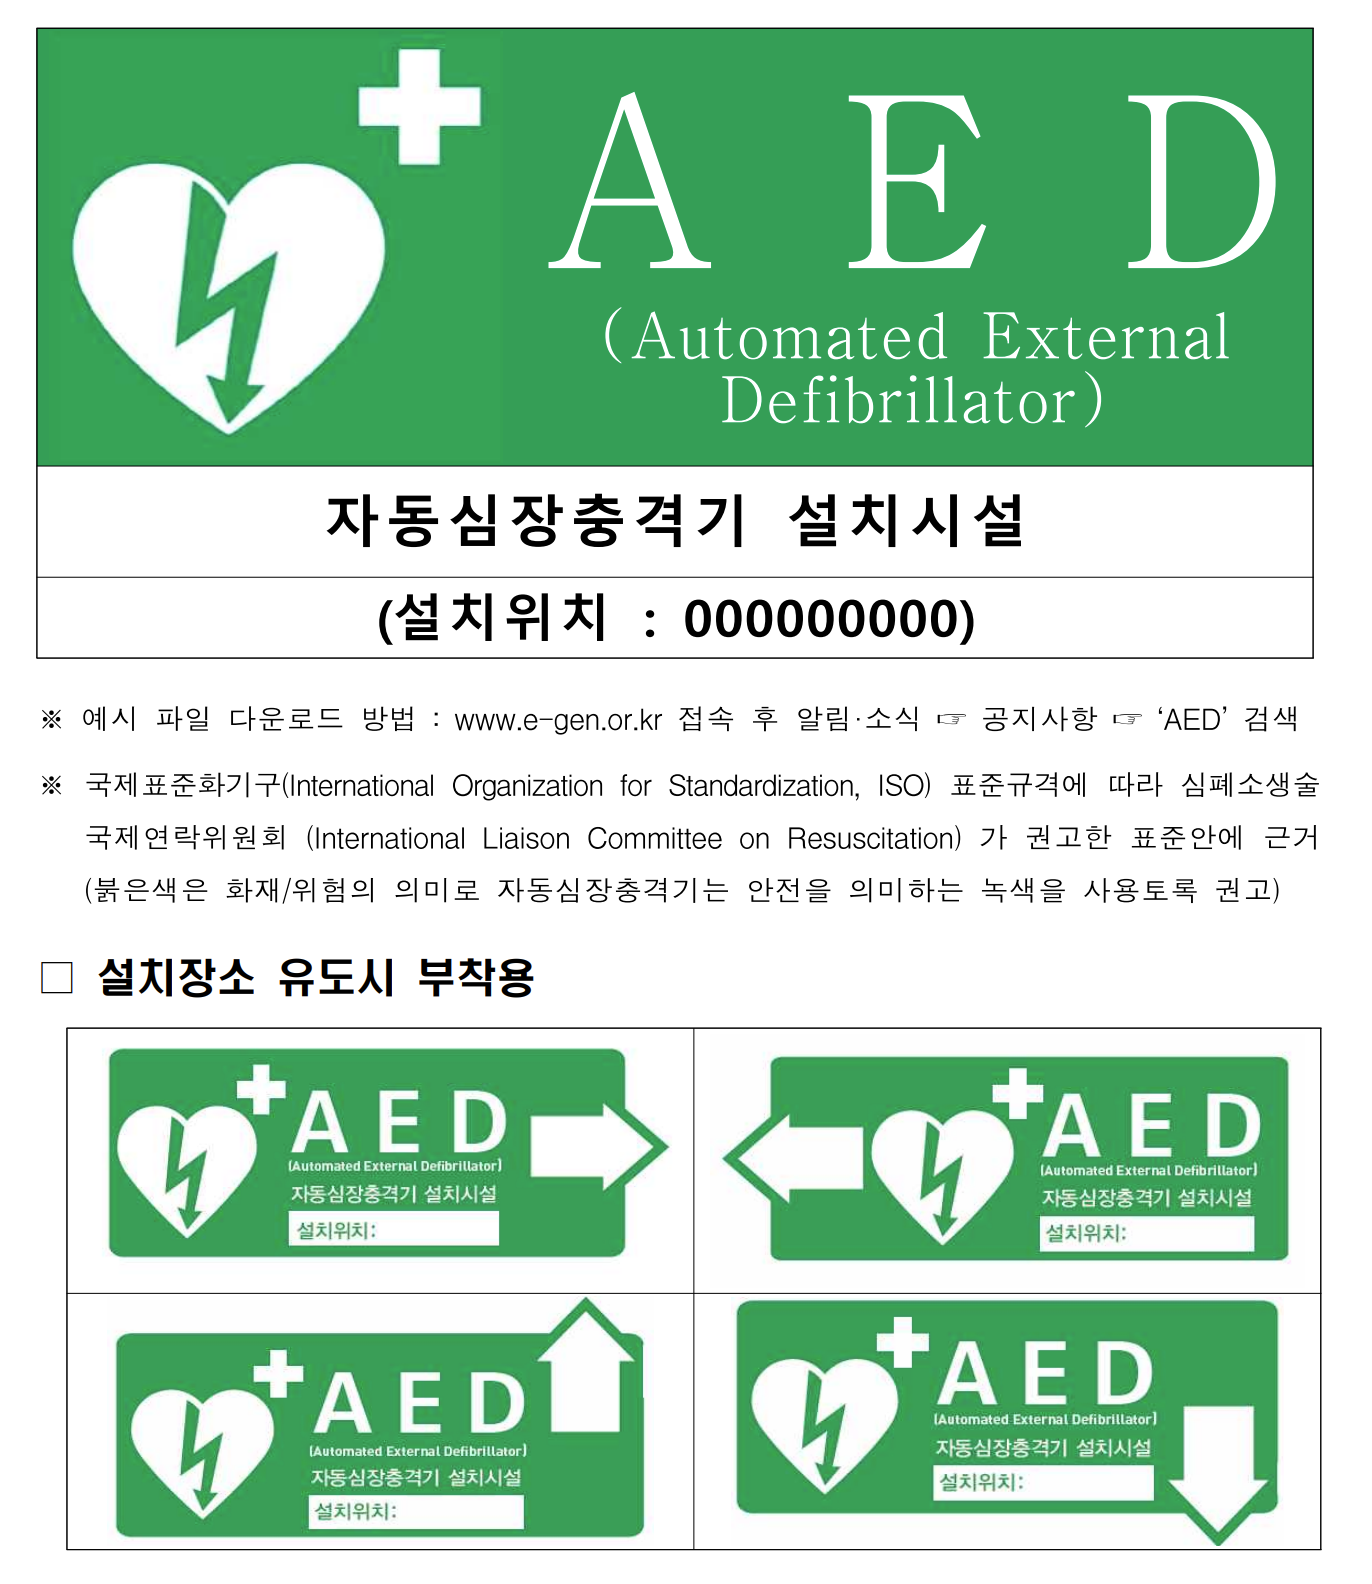 A E D
(Automated External
Defibrillator)
자동심장충격기 설치시설
(설치위치 : 000000000)
※ 예시 파일 다운로드 방법 : www.e-gen.or.kr 접속 후 알림·소식 ☞ 공지사항 ☞ ‘AED’ 검색
※ 국제표준화기구(International Organization for Standardization, ISO) 표준규격에 따라 심폐소생술
국제연락위원회 (International Liaison Committee on Resuscitation) 가 권고한 표준안에 근거
(붉은색은 화재/위험의 의미로 자동심장충격기는 안전을 의미하는 녹색을 사용토록 권고)
□ 설치장소 유도시 부착용
A E D
(Automated External Defibrillator)
자동심장충격기 설치시설
설치위치:
A E D
(Automated External Defibrillator)
자동심장충격기 설치시설
설치위치:
A E D
(Automated External Defibrillator)
자동심장충격기 설치시설
설치위치:
A E D
(Automated External Defibrillator)
자동심장충격기 설치시설
설치위치: